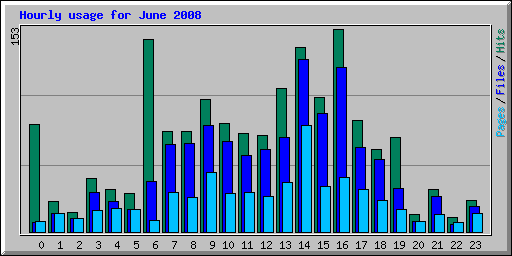 Hourly usage for June 2008
153
Pages/Files/Hits
0 1 2 3 4 5 6 7 8 9 10 11 12 13 14 15 16 17 18 19 20 21 22 23